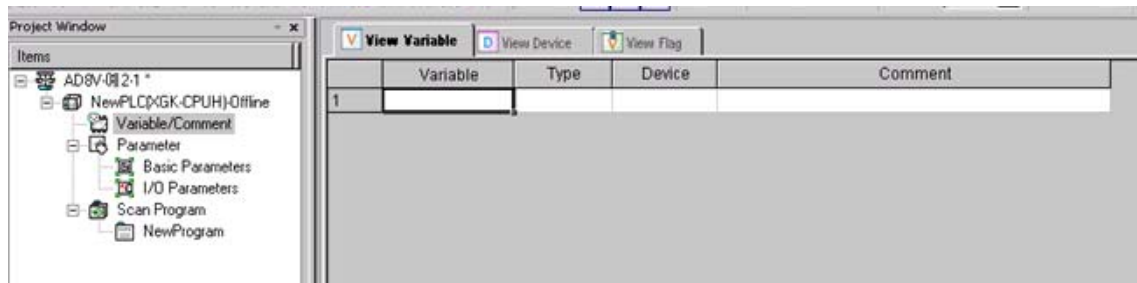 Project Window
Items
AD8V-예2-1 *
NewPLC(XGK-CPUH)-Offline
Variable/Comment
Parameter
Basic Parameters
I/O Parameters
Scan Program
NewProgram
V View Variable D View Device View Flag
Variable Type Device Comment
1